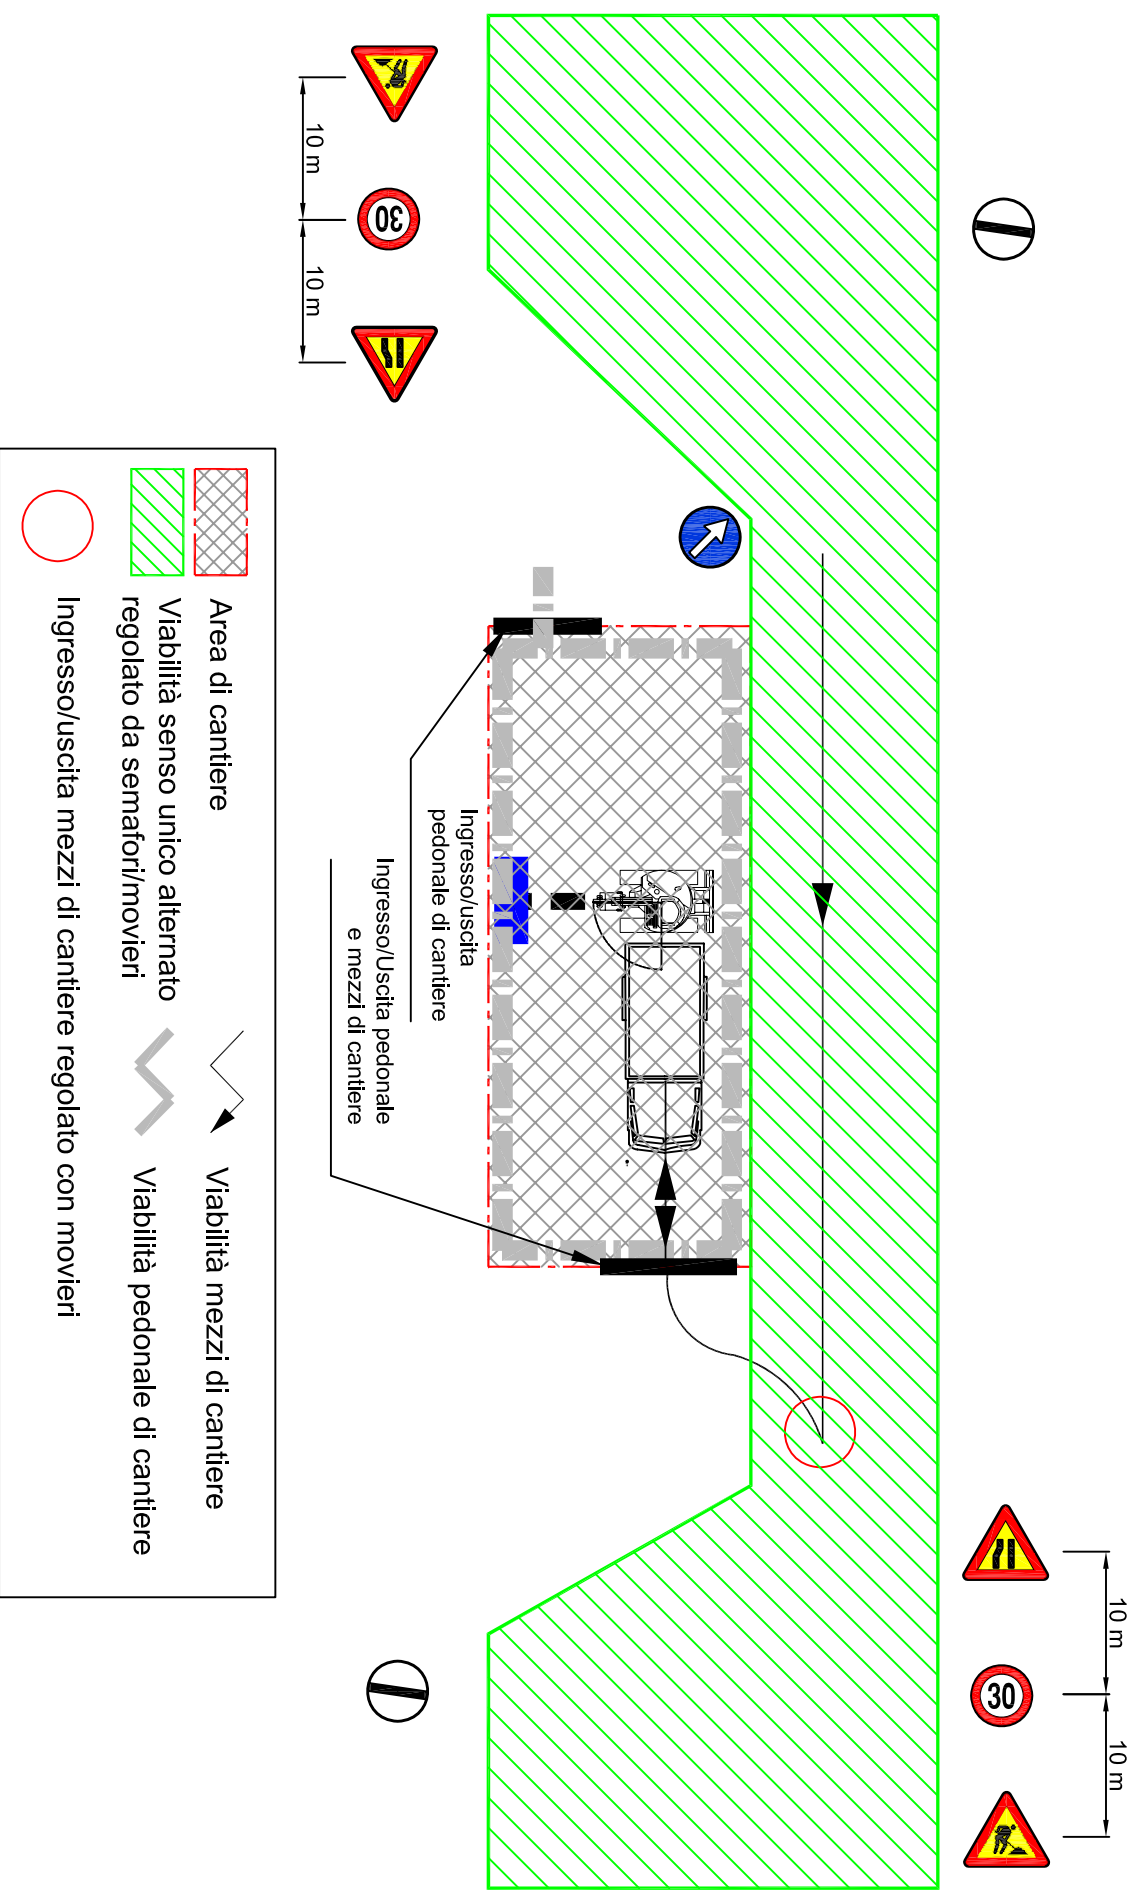 10 m
10 m
30
30
10 m
10 m
Ingresso/uscita
pedonale di cantiere
Ingresso/Uscita pedonale
e mezzi di cantiere
Area di cantiere
Viabilità senso unico alternato
regolato da semafori/movieri
Ingresso/uscita mezzi di cantiere regolato con movieri
Viabilità mezzi di cantiere
Viabilità pedonale di cantiere